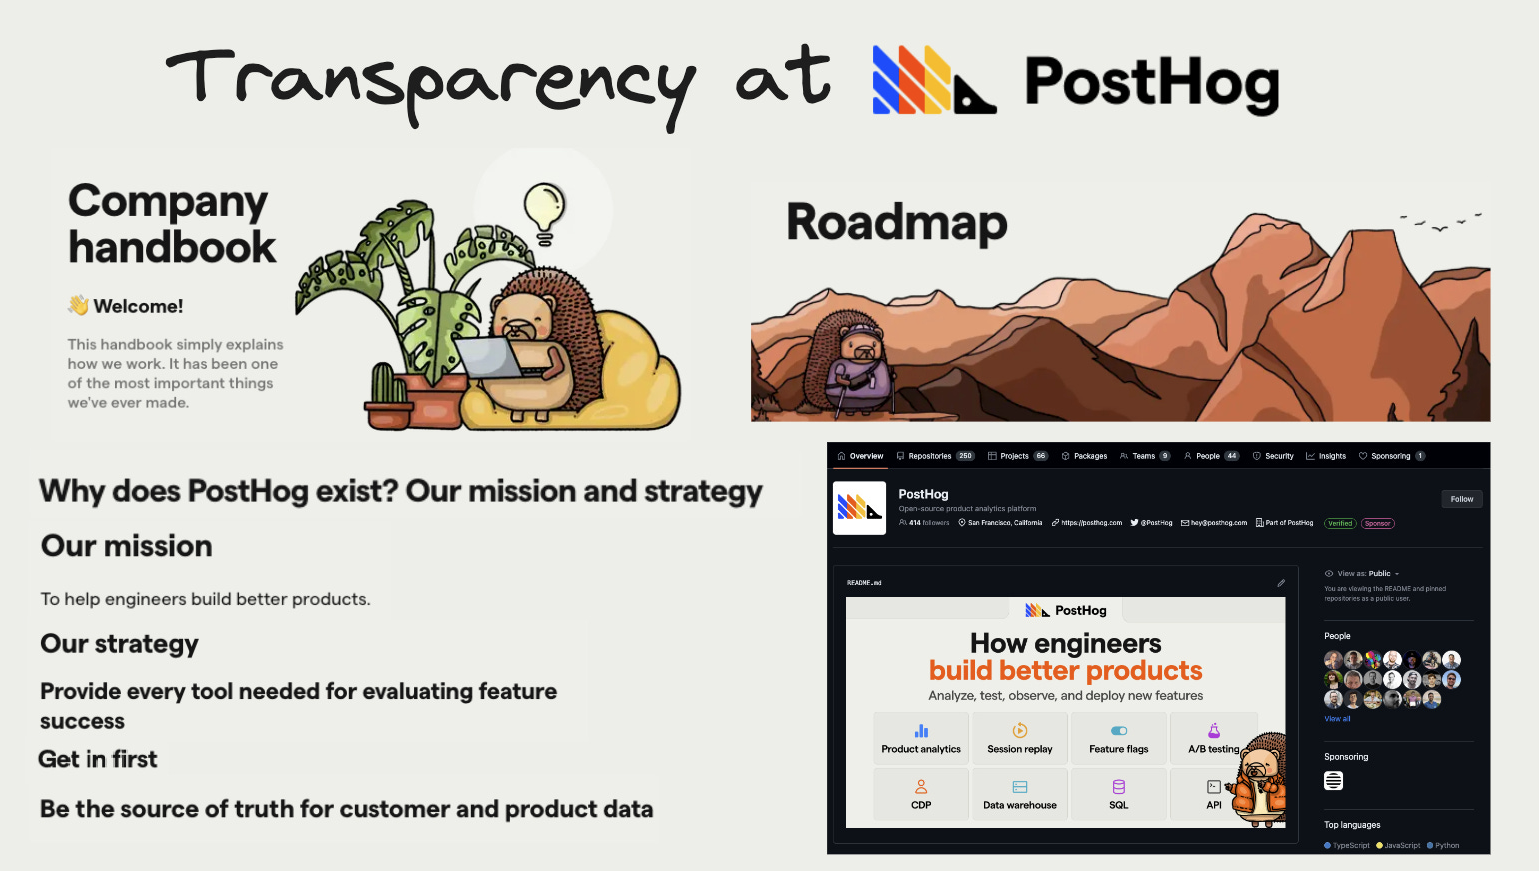 Transparency at PostHog
Company
handbook
👋 Welcome!
This handbook simply explains
how we work. It has been one
of the most important things
we've ever made.
Roadmap
Why does PostHog exist? Our mission and strategy
Our mission
To help engineers build better products.
Our strategy
Provide every tool needed for evaluating feature
success
Get in first
Be the source of truth for customer and product data
Overview Repositories 250 Projects 66 Packages Teams 9 People 44 Security Insights Sponsoring 1
PostHog
Follow
Open-source product analytics platform
414 followers San Francisco, California https://posthog.com @PostHog hey@posthog.com Part of PostHog Verified Sponsor
README.md
PostHog
How engineers
build better products
Analyze, test, observe, and deploy new features
Product analytics Session replay Feature flags A/B testing
CDP Data warehouse SQL API
View as: Public
You are viewing the README and pinned
repositories as a public user.
People
View all
Sponsoring
Top languages
TypeScript JavaScript Python